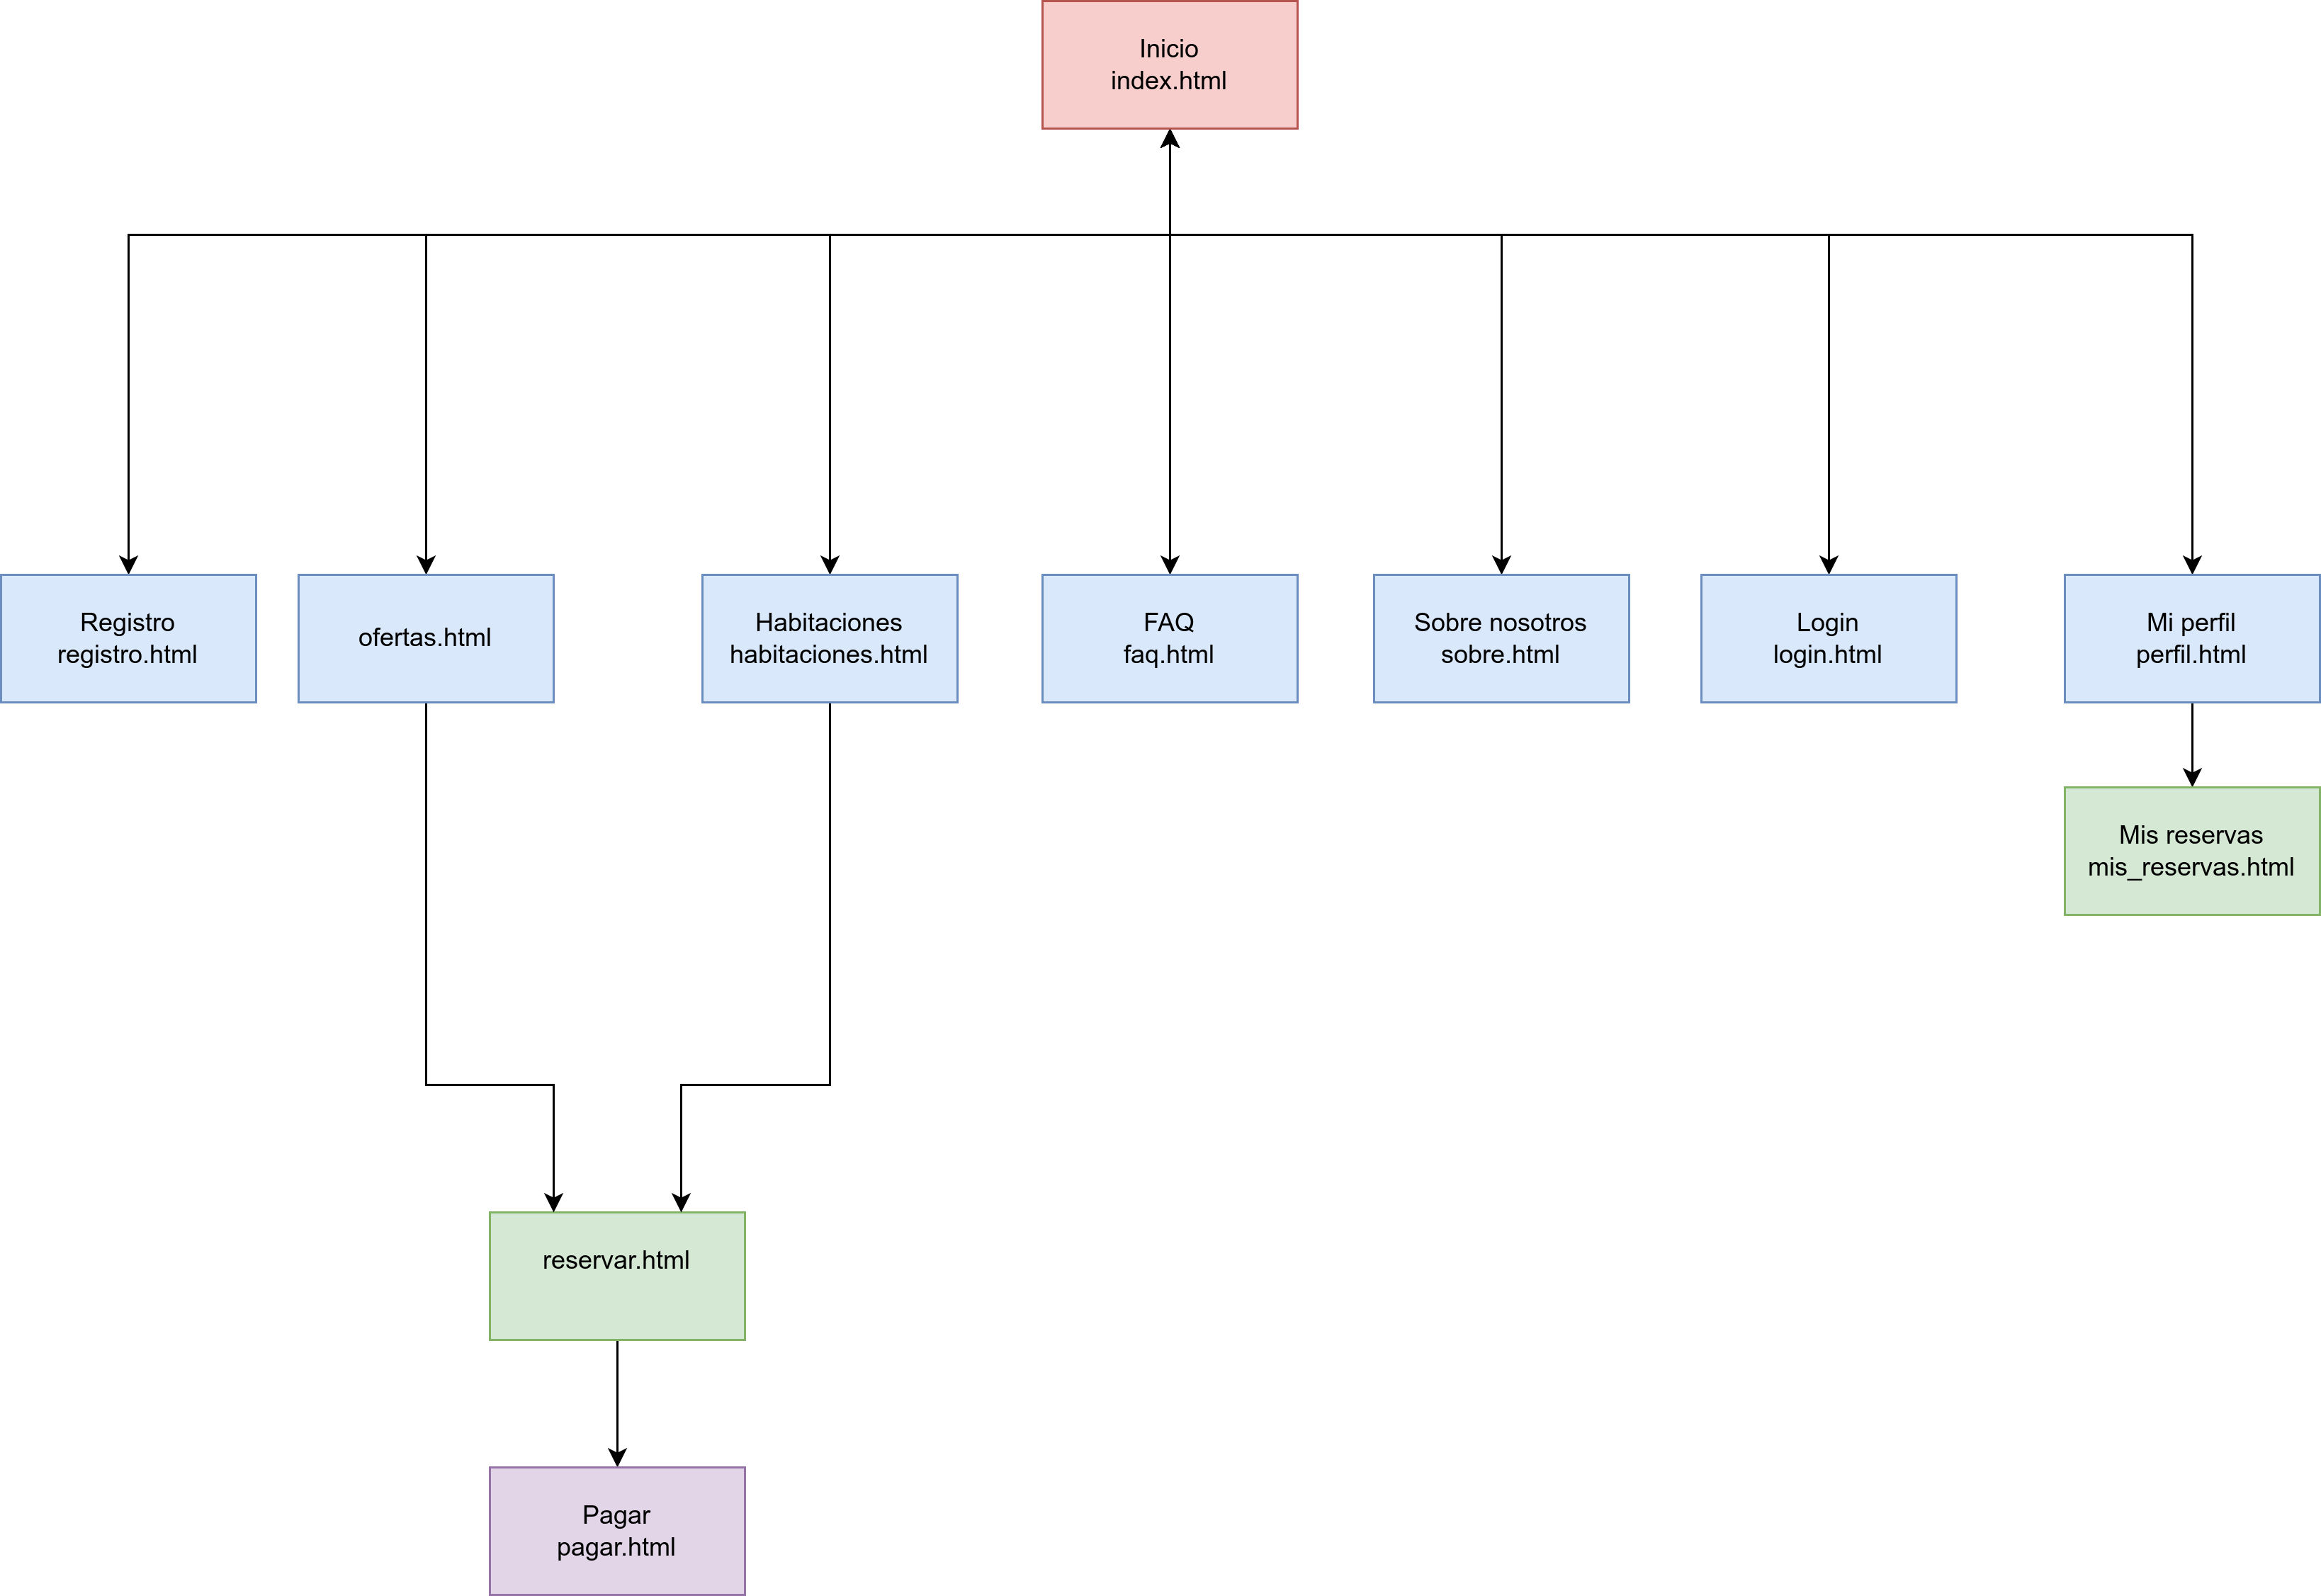 Inicio
index.html
Registro
registro.html
ofertas.html
Habitaciones
habitaciones.html
FAQ
faq.html
Sobre nosotros
sobre.html
Login
login.html
Mi perfil
perfil.html
Mis reservas
mis_reservas.html
reservar.html
Pagar
pagar.html